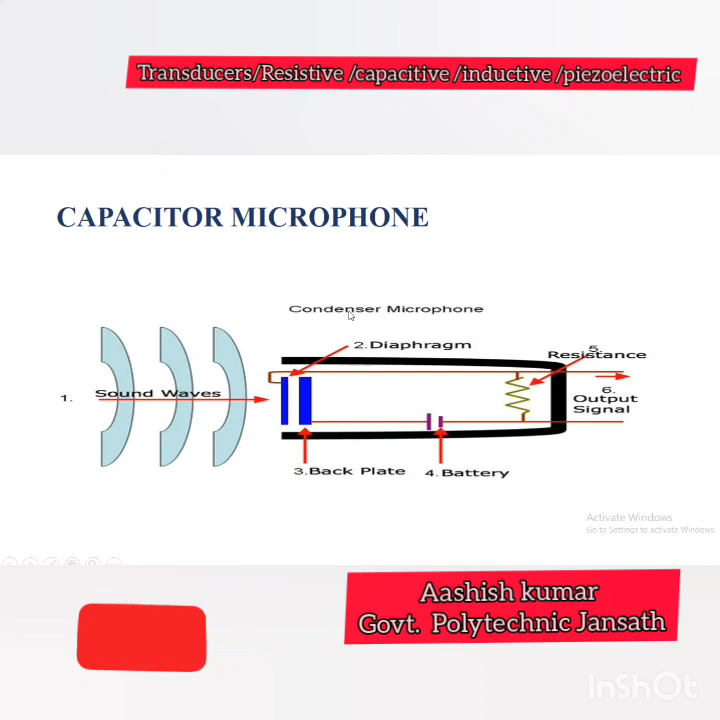 Transducers/Resistive /capacitive /inductive /piezoelectric
CAPACITOR MICROPHONE
Condenser Microphone
2.Diaphragm
5.
Resistance
1.
Sound Waves
6.
Output
Signal
3.Back Plate
4.Battery
Activate Windows
Go to Settings to activate Windows.
Aashish kumar
Govt. Polytechnic Jansath
InShOt